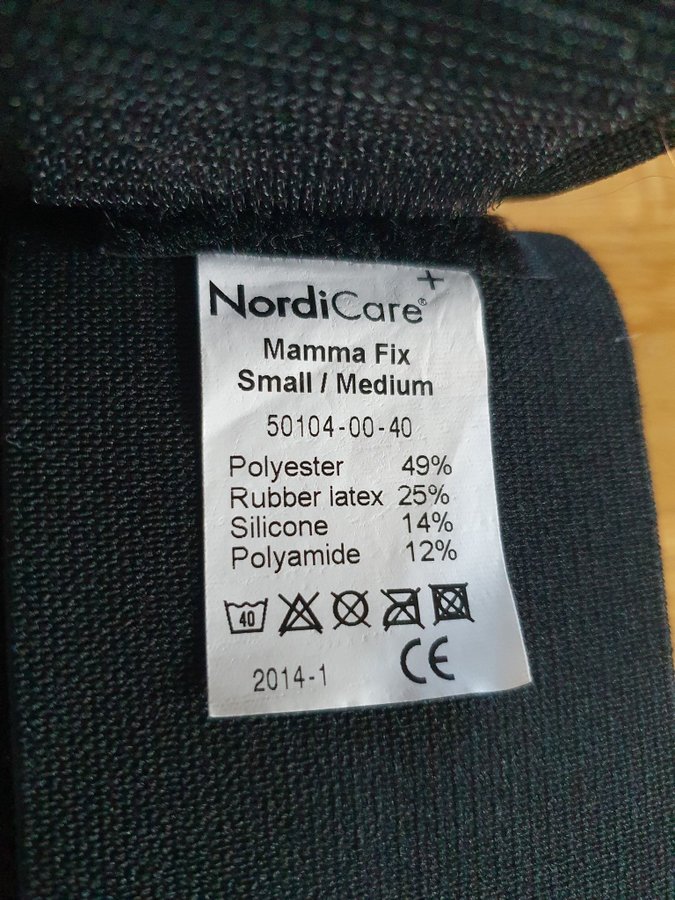 NordiCare®
Mamma Fix
Small / Medium
50104-00-40
Polyester 49%
Rubber latex 25%
Silicone 14%
Polyamide 12%
40
2014-1 CE